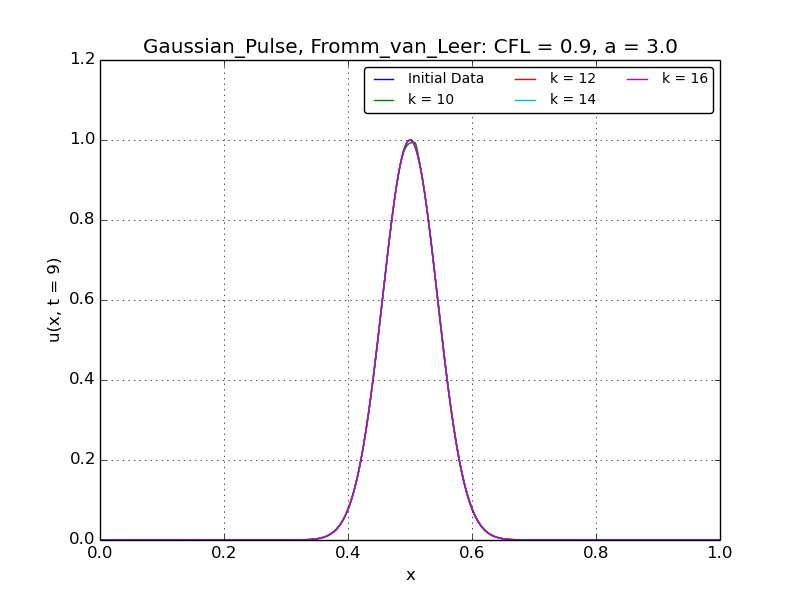 Gaussian_Pulse, Fromm_van_Leer: CFL = 0.9, a = 3.0
Initial Data
k = 10
k = 12
k = 14
k = 16
1.2
1.0
0.8
0.6
0.4
0.2
0.0
u(x, t = 9)
0.0 0.2 0.4 0.6 0.8 1.0
x